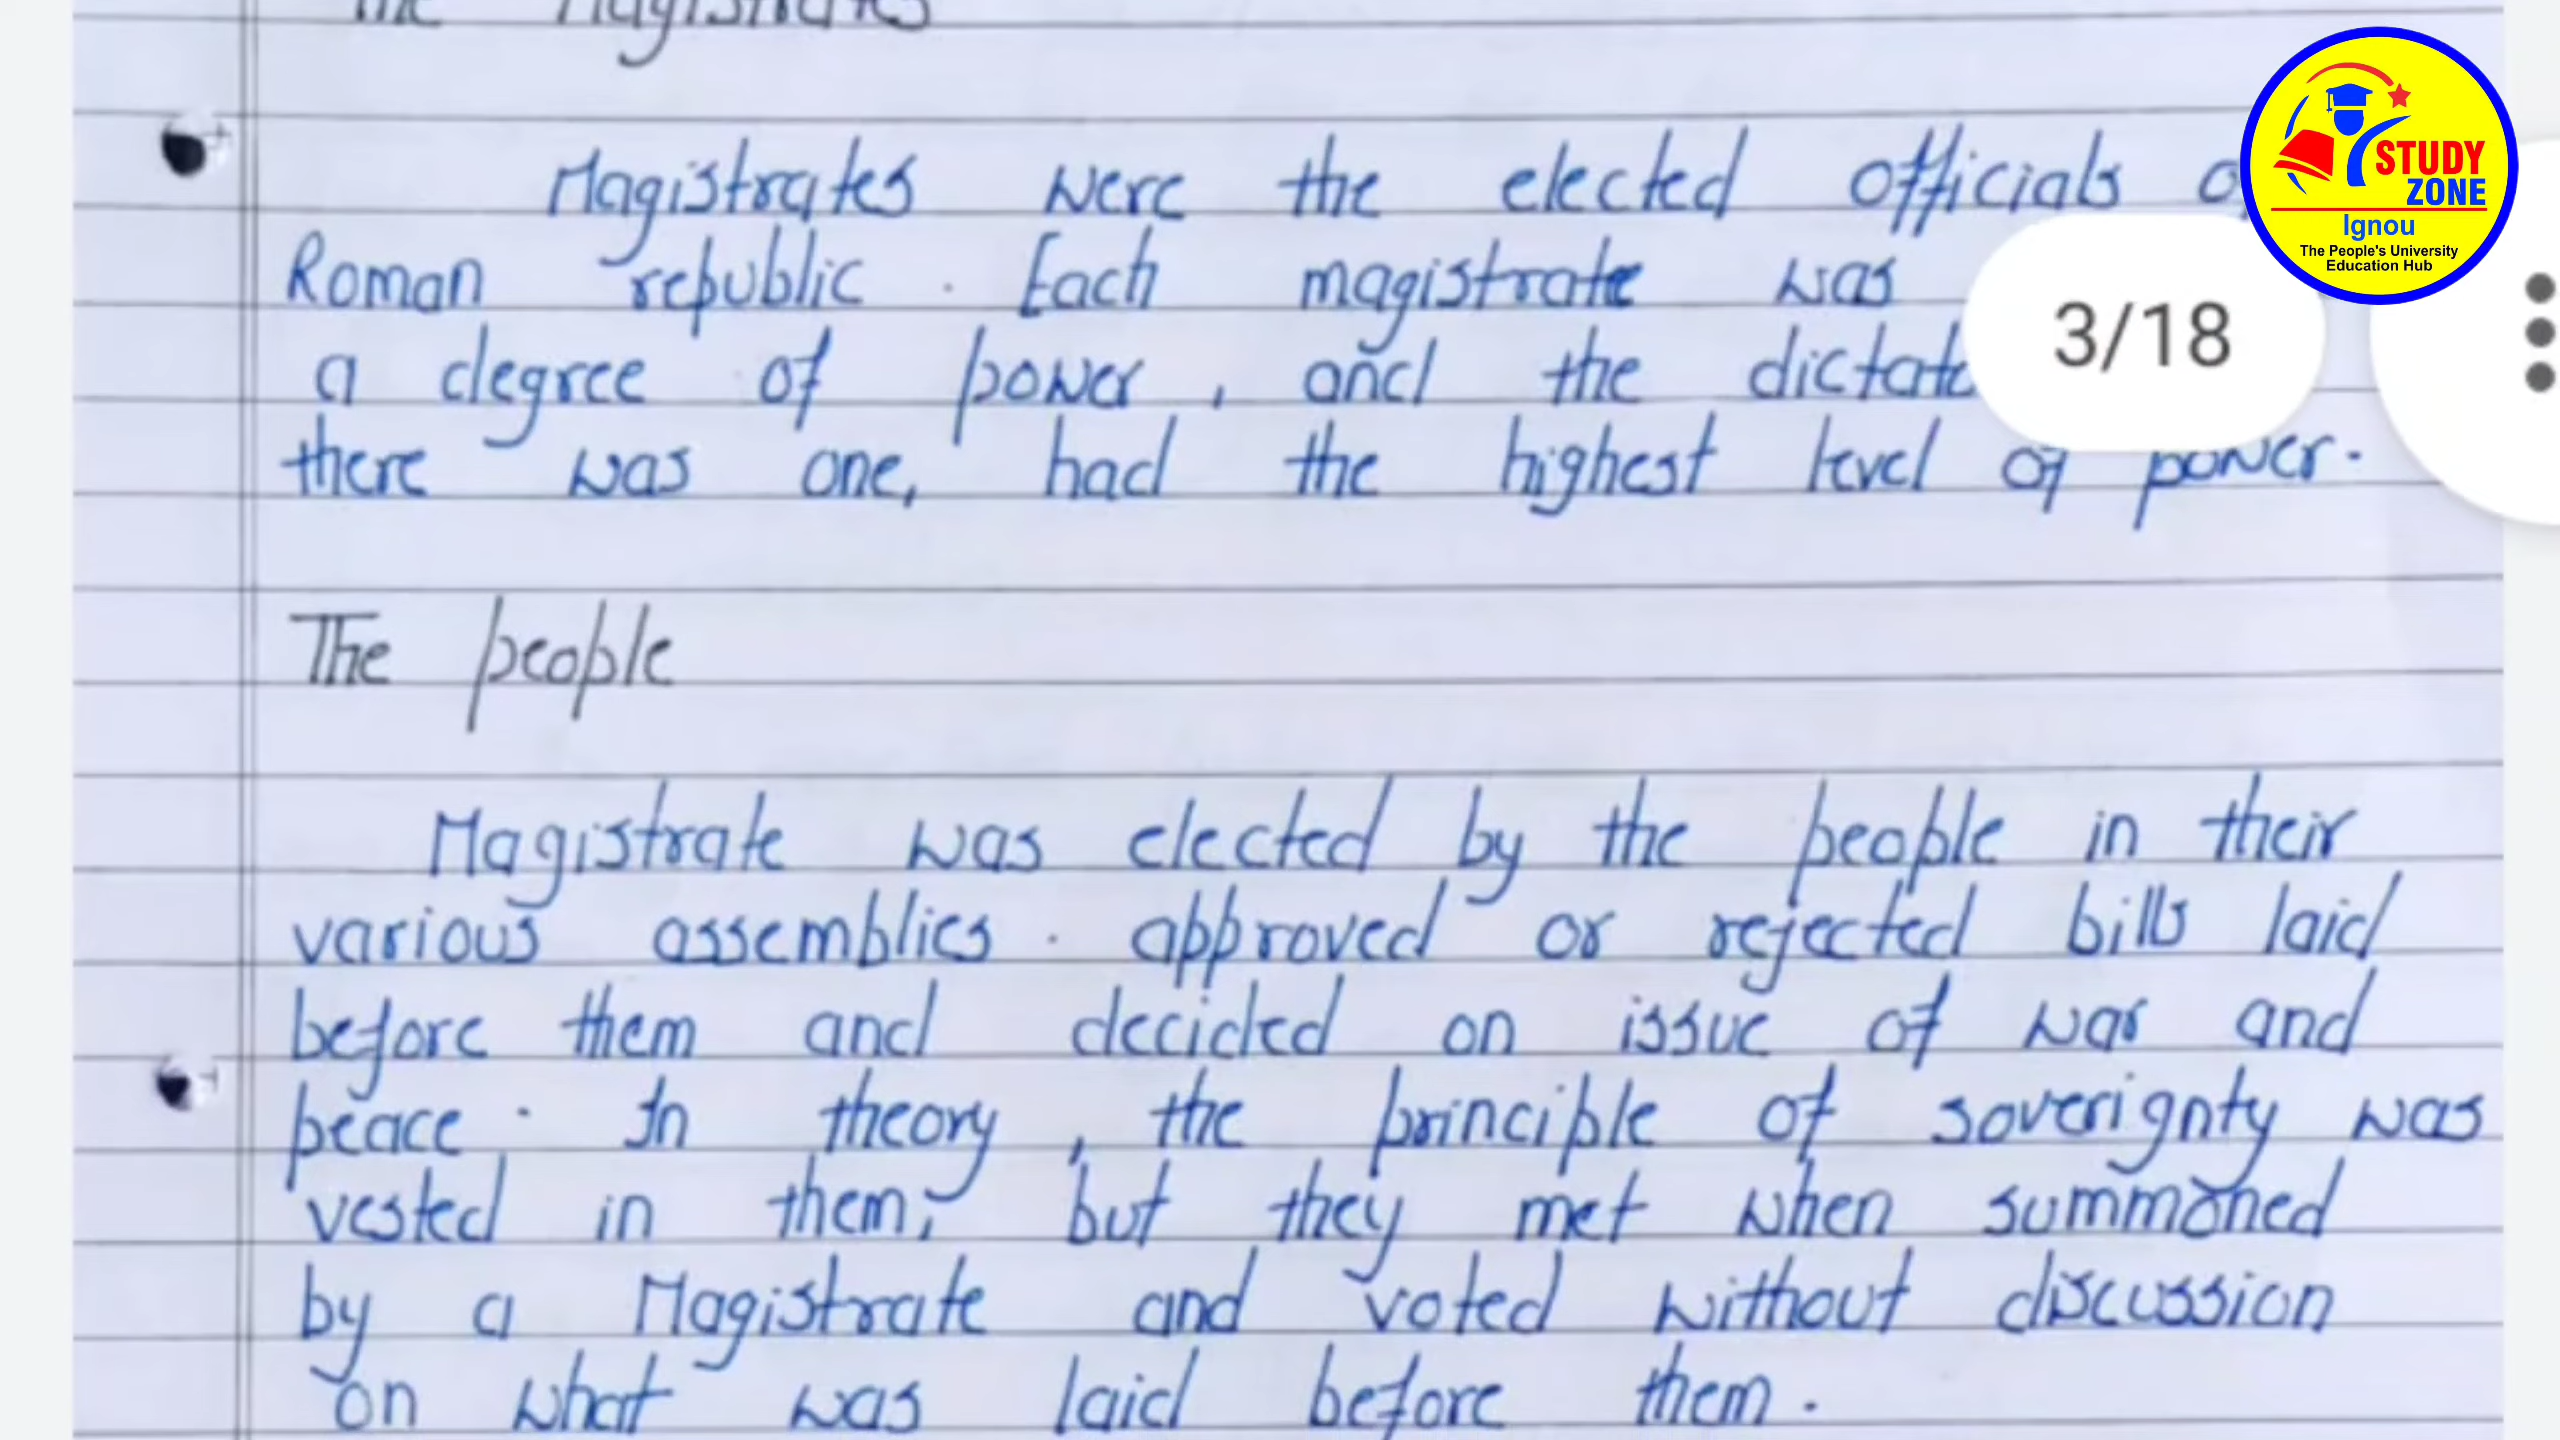 The Magistrates
Magistrates were the elected officials
Roman republic . Each magistrate was
a degree of power , and the
there was one, had the highest level of power.
The people
Magistrate was elected by the people in their
various assemblies . approved or rejected bills laid
before them and decided on issue of war and
peace . In theory , the principle of soverignty was
vested in them, but they met when summoned
by a Magistrate and voted without discussion
on what was laid before them .
STUDY
ZONE
Ignou
The People's University
Education Hub
3/18